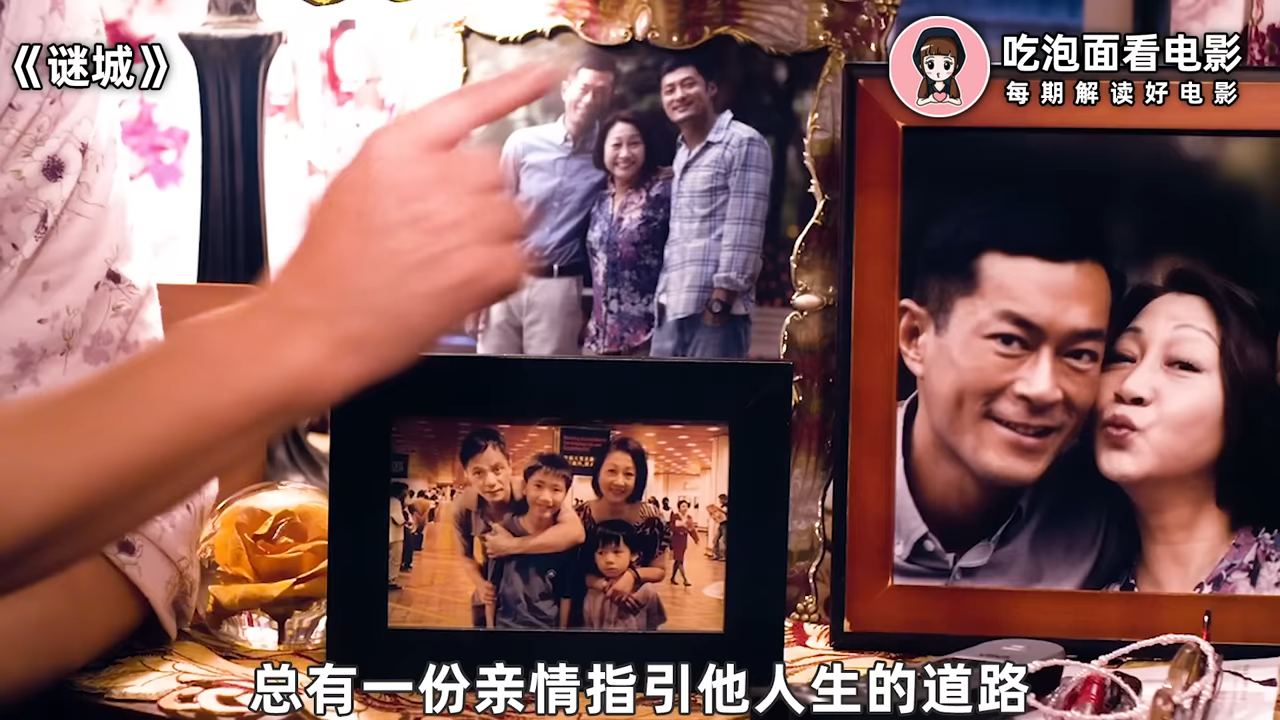 《谜城》
吃泡面看电影
每期解读好电影
总有一份亲情指引他人生的道路